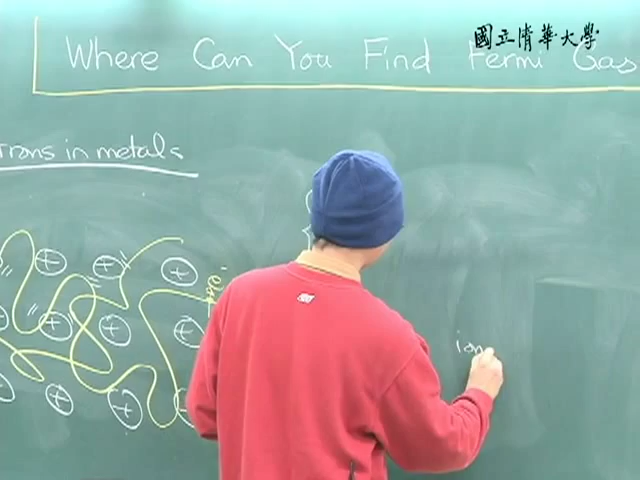 國立清華大學
Where Can You Find Fermi Gas
trons in metals
+ + +
e-
+ + +
+ + +
ion